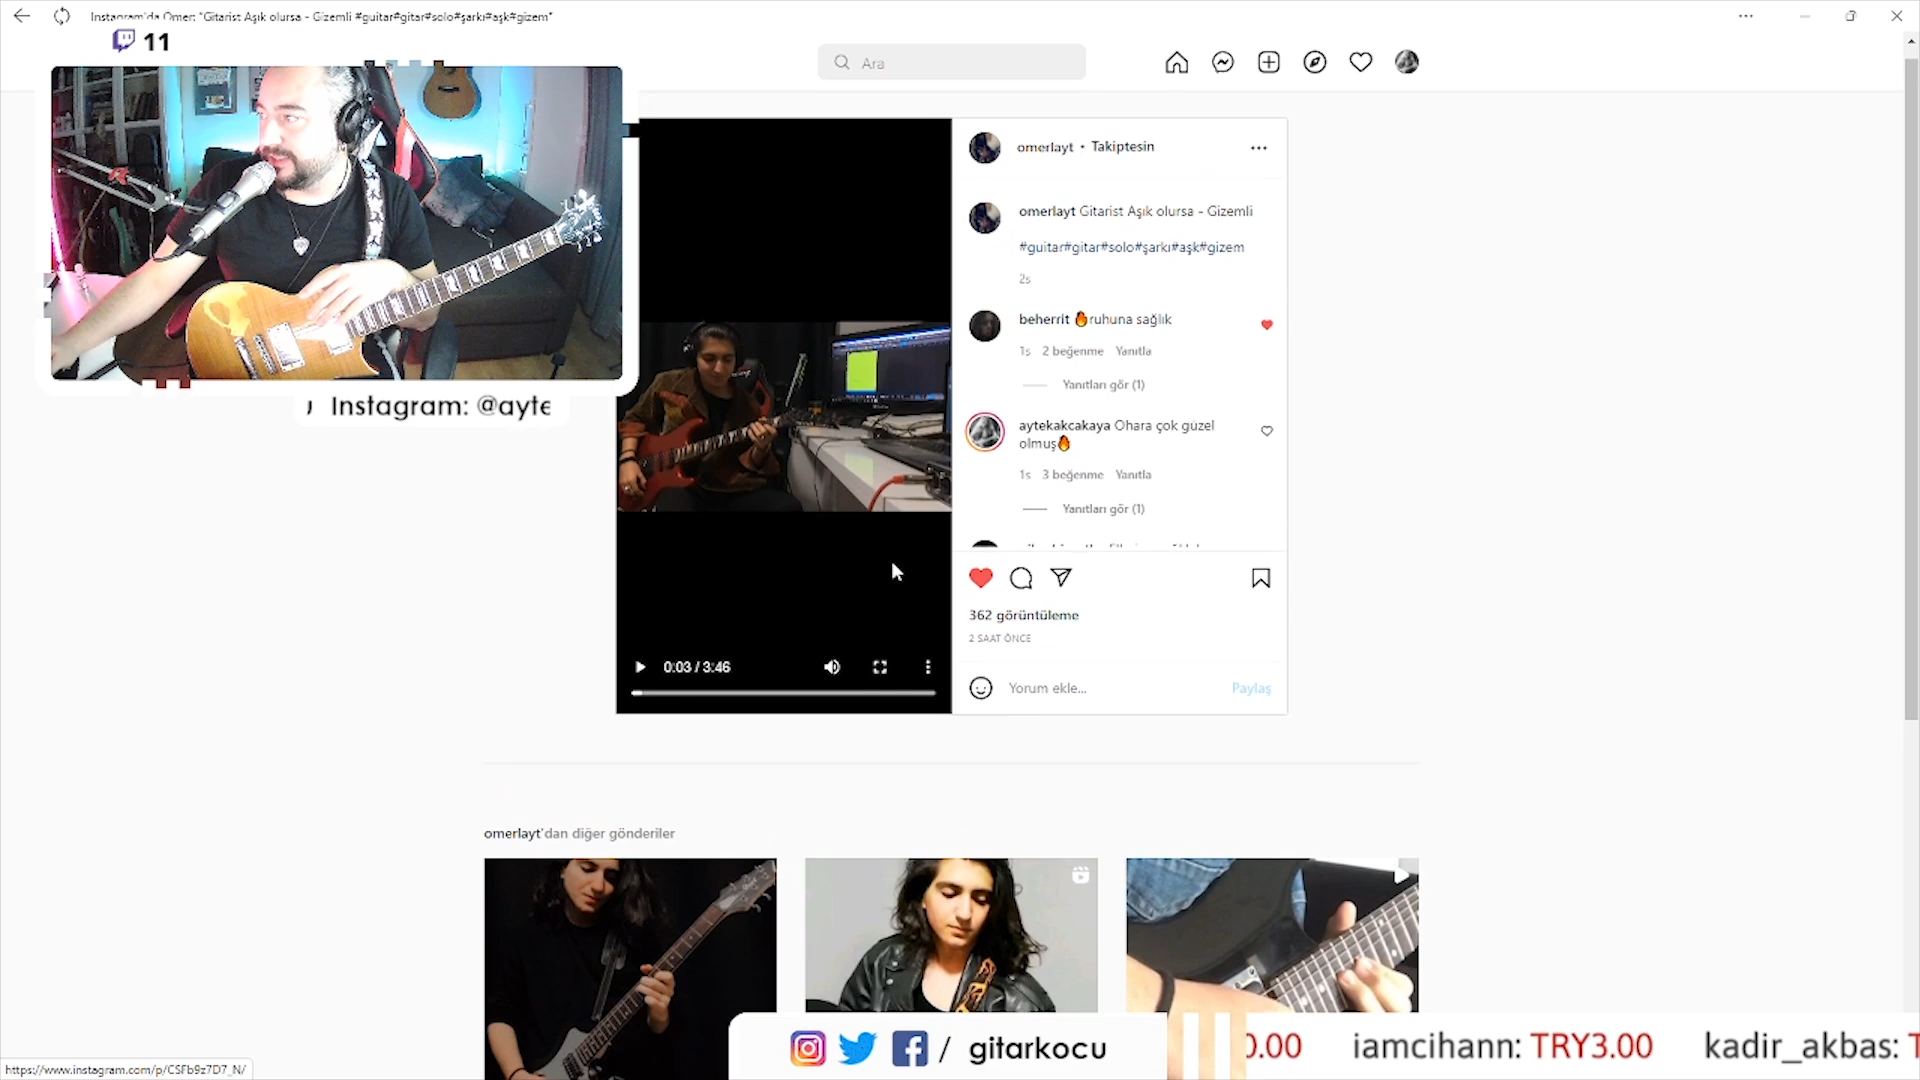 Instagram'da Ömer: "Gitarist Aşık olursa - Gizemli #guitar#gitar#solo#şarkı#aşk#gizem"
11
Ara
omerlayt • Takiptesin
omerlayt Gitarist Aşık olursa - Gizemli
#guitar#gitar#solo#şarkı#aşk#gizem
2s
beherrit 🔥ruhuna sağlık
1s 2 beğenme Yanıtla
Yanıtları gör (1)
Instagram: @ayte
aytekakcakaya Ohara çok güzel
olmuş🔥
1s 3 beğenme Yanıtla
Yanıtları gör (1)
362 görüntüleme
2 SAAT ÖNCE
0:03 / 3:46
Yorum ekle...
Paylaş
omerlayt'dan diğer gönderiler
/ gitarkocu
0.00 iamcihann: TRY3.00 kadir_akbas: T
https://www.instagram.com/p/CSFb9z7D7_N/